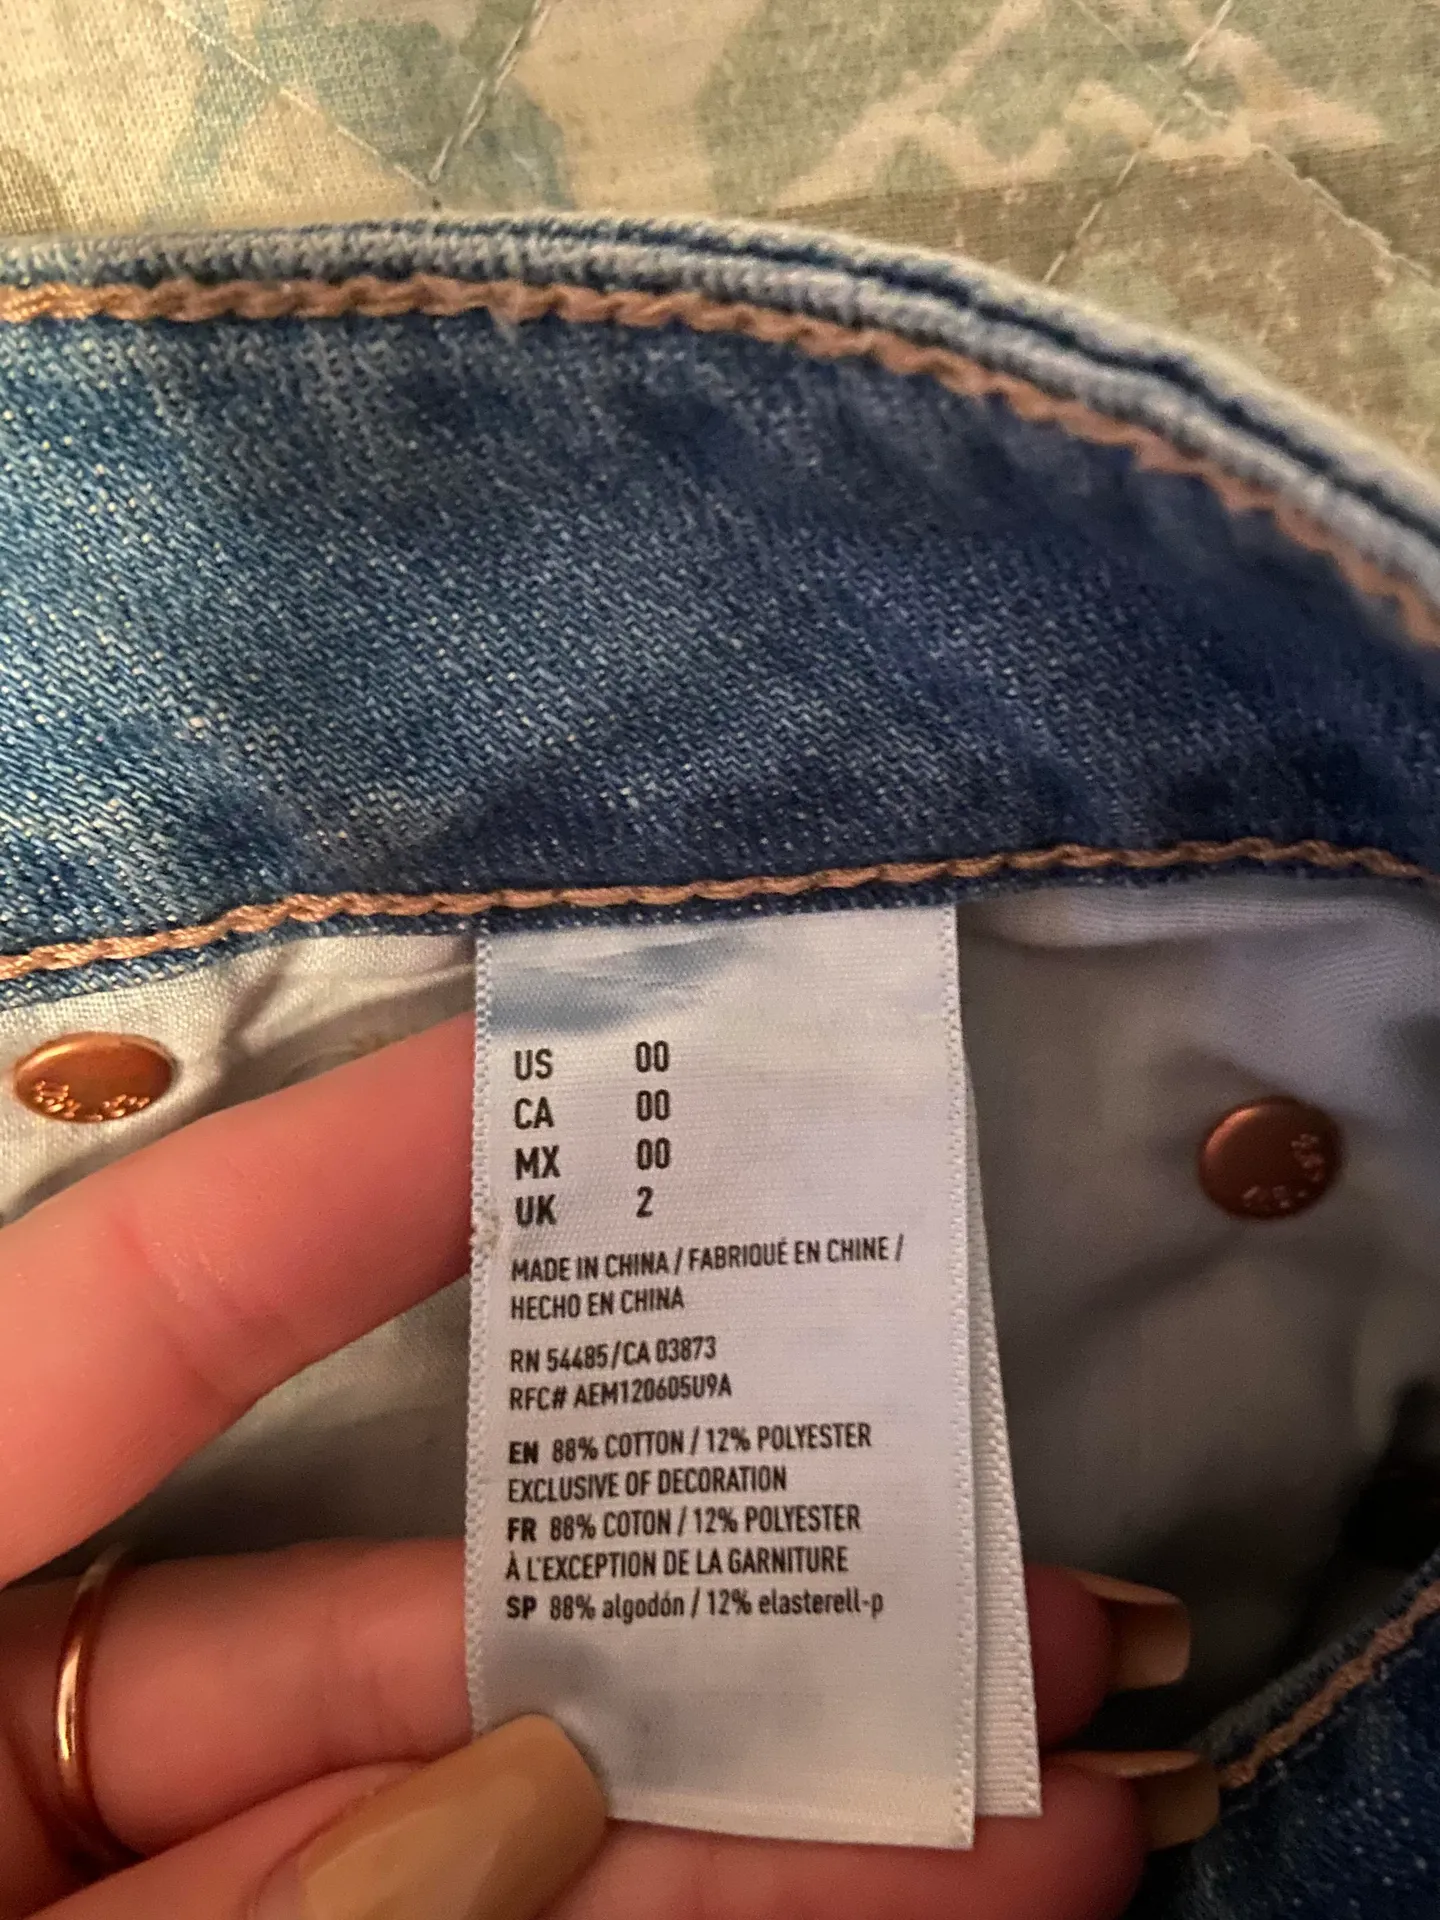 US 00
CA 00
MX 00
UK 2
MADE IN CHINA / FABRIQUÉ EN CHINE /
HECHO EN CHINA
RN 54485/CA 03873
RFC# AEM120605U9A
EN 88% COTTON / 12% POLYESTER
EXCLUSIVE OF DECORATION
FR 88% COTON / 12% POLYESTER
À L'EXCEPTION DE LA GARNITURE
SP 88% algodón / 12% elasterell-p